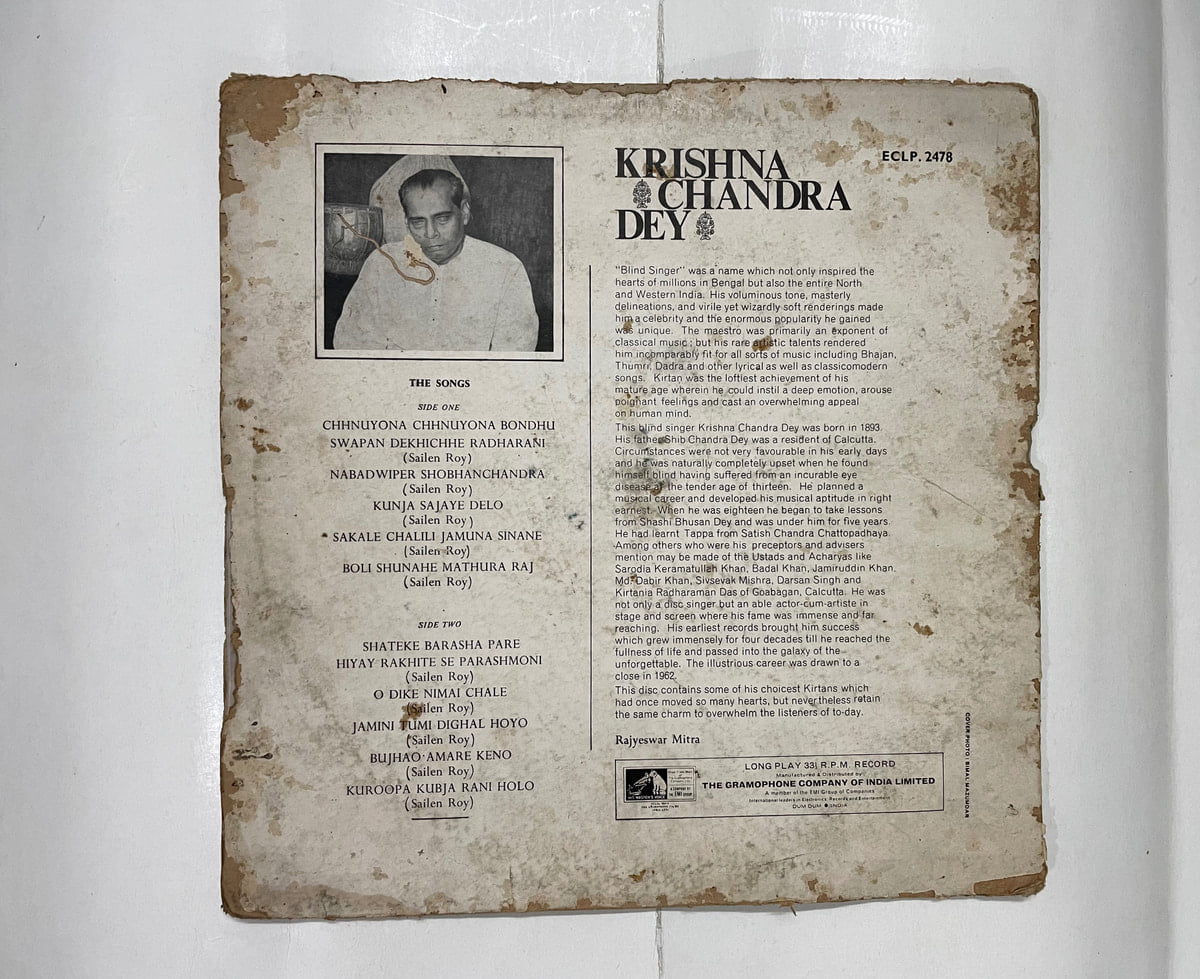 KRISHNA
CHANDRA
DEY
ECLP. 2478
THE SONGS
SIDE ONE
CHHNUYONA CHHNUYONA BONDHU
SWAPAN DEKHICHHE RADHARANI
(Sailen Roy)
NABADWIPER SHOBHANCHANDRA
(Sailen Roy)
KUNJA SAJAYE DELO
(Sailen Roy)
SAKALE CHALILI JAMUNA SINANE
(Sailen Roy)
BOLI SHUNAHE MATHURA RAJ
(Sailen Roy)
SIDE TWO
SHATEKE BARASHA PARE
HIYAY RAKHITE SE PARASHMONI
(Sailen Roy)
O DIKE NIMAI CHALE
(Sailen Roy)
JAMINI TUMI DIGHAL HOYO
(Sailen Roy)
BUJHAO AMARE KENO
(Sailen Roy)
KUROOPA KUBJA RANI HOLO
(Sailen Roy)
"Blind Singer" was a name which not only inspired the
hearts of millions in Bengal but also the entire North
and Western India. His voluminous tone, masterly
delineations, and virile yet wizardly soft renderings made
him a celebrity and the enormous popularity he gained
was unique. The maestro was primarily an exponent of
classical music; but his rare artistic talents rendered
him incomparably fit for all sorts of music including Bhajan,
Thumri, Dadra and other lyrical as well as classicomodern
songs. Kirtan was the loftiest achievement of his
mature age wherein he could instil a deep emotion, arouse
poignant feelings and cast an overwhelming appeal
on human mind.
This blind singer Krishna Chandra Dey was born in 1893.
His father Shib Chandra Dey was a resident of Calcutta.
Circumstances were not very favourable in his early days
and he was naturally completely upset when he found
himself blind having suffered from an incurable eye
disease at the tender age of thirteen. He planned a
musical career and developed his musical aptitude in right
earnest. When he was eighteen he began to take lessons
from Shashi Bhusan Dey and was under him for five years.
He had learnt Tappa from Satish Chandra Chattopadhaya.
Among others who were his preceptors and advisers
mention may be made of the Ustads and Acharyas like
Sarodia Keramatullah Khan, Badal Khan, Jamiruddin Khan,
Md. Dabir Khan, Sivsevak Mishra, Darsan Singh and
Kirtania Radharaman Das of Goabagan, Calcutta. He was
not only a disc singer but an able actor-cum-artiste in
stage and screen where his fame was immense and far
reaching. His earliest records brought him success
which grew immensely for four decades till he reached the
fullness of life and passed into the galaxy of the
unforgettable. The illustrious career was drawn to a
close in 1962.
This disc contains some of his choicest Kirtans which
had once moved so many hearts, but nevertheless retain
the same charm to overwhelm the listeners of to-day.
Rajyeswar Mitra
LONG PLAY 33⅓ R.P.M. RECORD
Manufactured & Distributed by:
THE GRAMOPHONE COMPANY OF INDIA LIMITED
A member of the EMI Group of Companies
International leaders in Electronics, Records and Entertainment
DUM DUM ● INDIA
COVER PHOTO : BIMAL MAZUMDAR